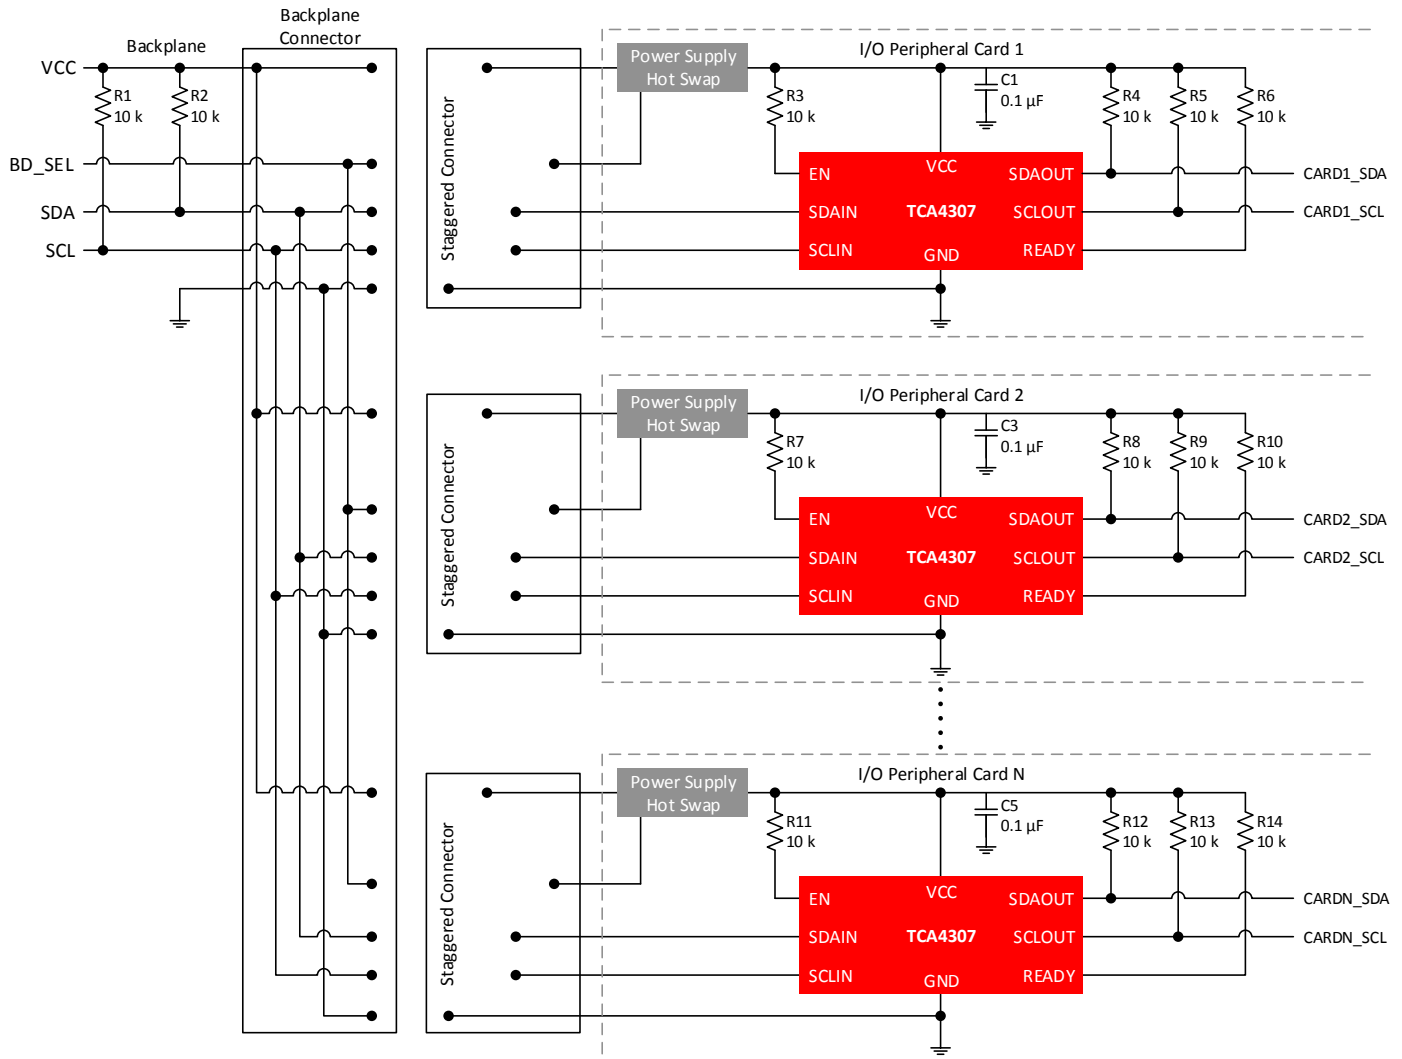 Backplane
Connector
Backplane
VCC
R1
10 k
R2
10 k
BD_SEL
SDA
SCL
Staggered Connector
I/O Peripheral Card 1
Power Supply
Hot Swap
R3
10 k
C1
0.1 µF
R4
10 k
R5
10 k
R6
10 k
EN
VCC
SDAOUT
CARD1_SDA
SDAIN
TCA4307
SCLOUT
CARD1_SCL
SCLIN
GND
READY
Staggered Connector
I/O Peripheral Card 2
Power Supply
Hot Swap
R7
10 k
C3
0.1 µF
R8
10 k
R9
10 k
R10
10 k
EN
VCC
SDAOUT
CARD2_SDA
SDAIN
TCA4307
SCLOUT
CARD2_SCL
SCLIN
GND
READY
Staggered Connector
I/O Peripheral Card N
Power Supply
Hot Swap
R11
10 k
C5
0.1 µF
R12
10 k
R13
10 k
R14
10 k
EN
VCC
SDAOUT
CARDN_SDA
SDAIN
TCA4307
SCLOUT
CARDN_SCL
SCLIN
GND
READY